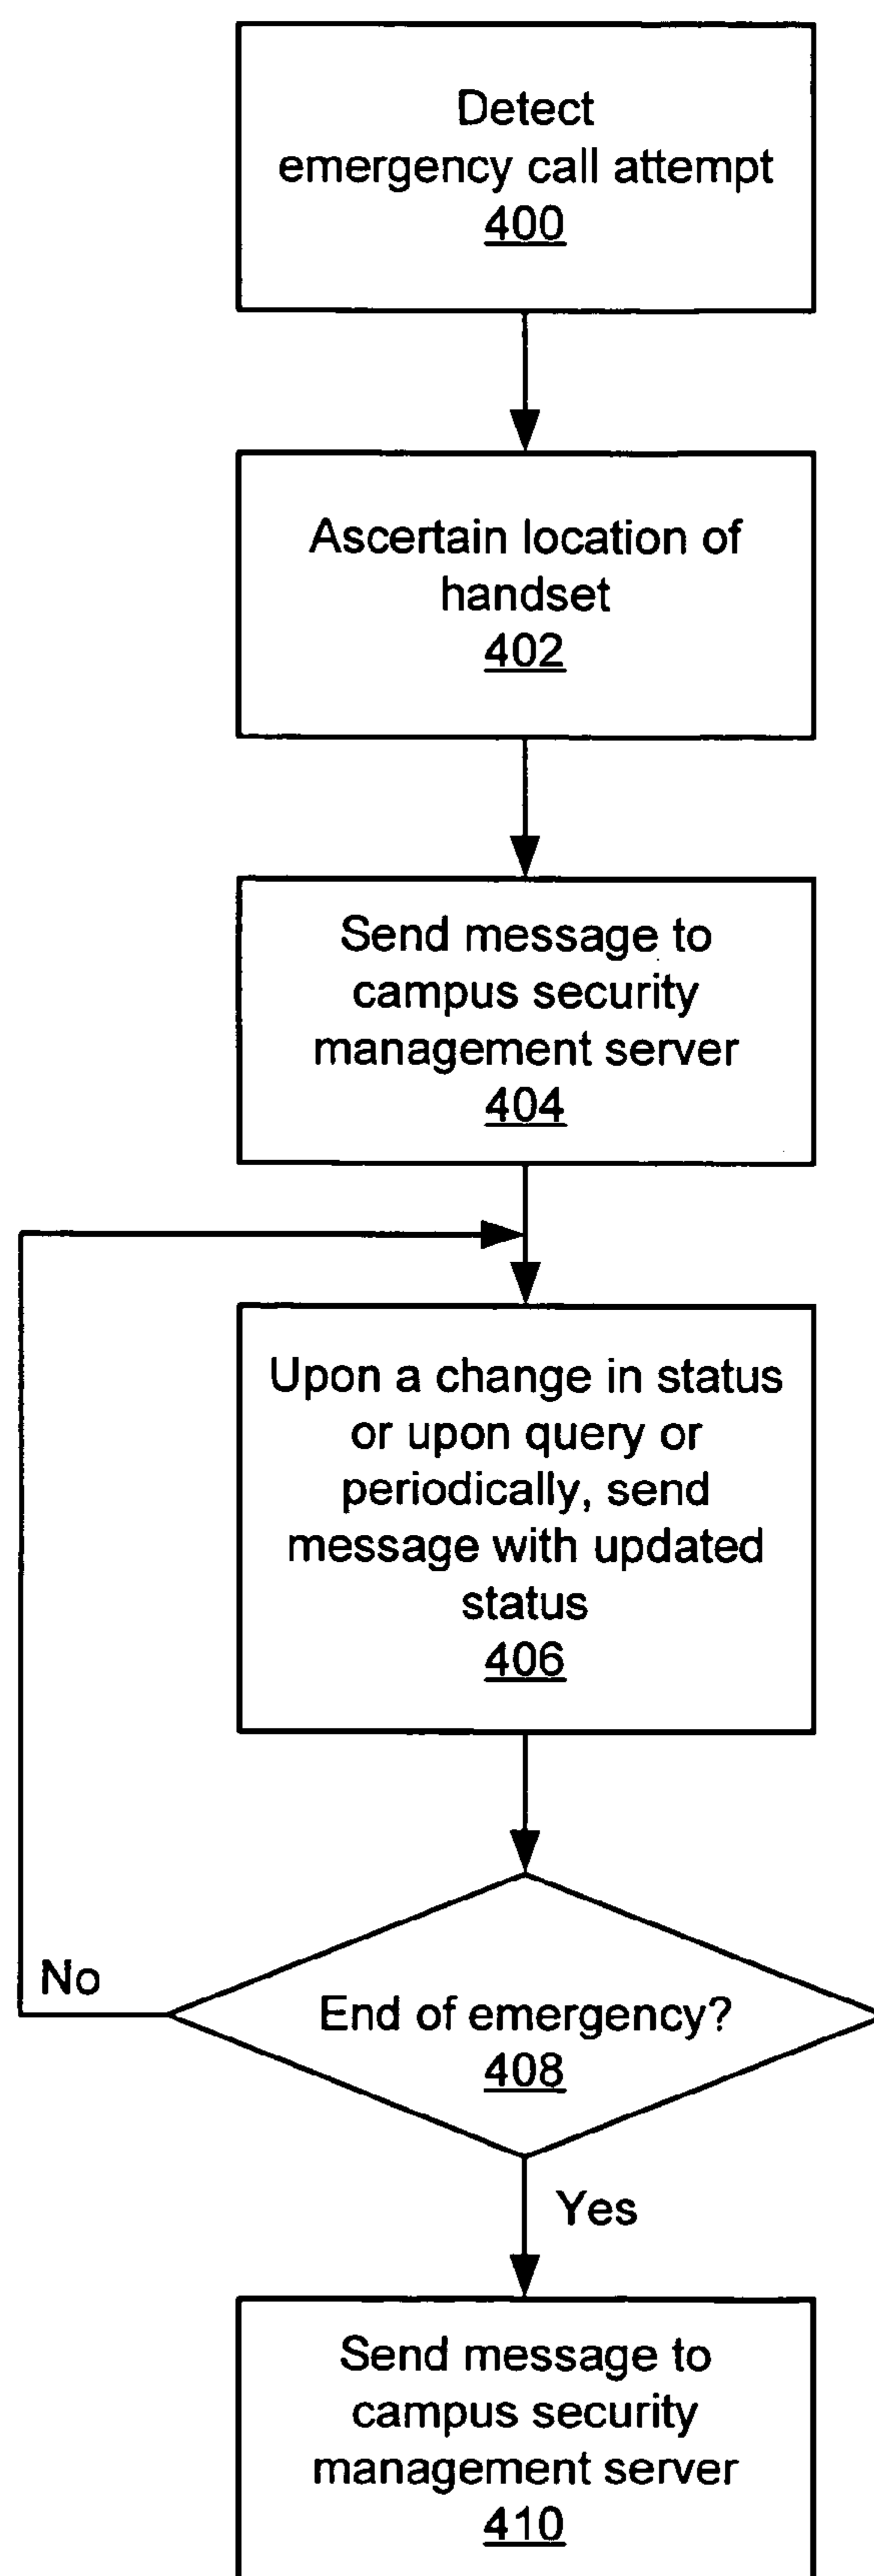 Detect
emergency call attempt
400
Ascertain location of
handset
402
Send message to
campus security
management server
404
Upon a change in status
or upon query or
periodically, send
message with updated
status
406
No
End of emergency?
408
Yes
Send message to
campus security
management server
410